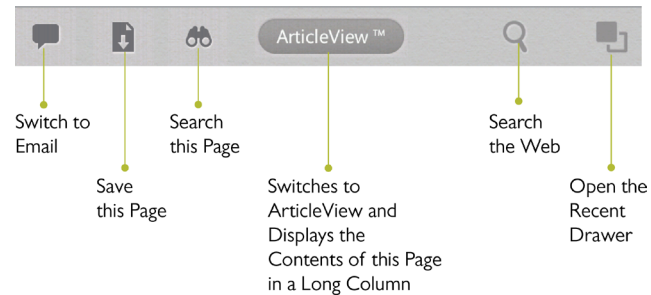 ArticleView ™
Switch to
Email
Search
this Page
Search
the Web
Save
this Page
Switches to
ArticleView and
Displays the
Contents of this Page
in a Long Column
Open the
Recent
Drawer